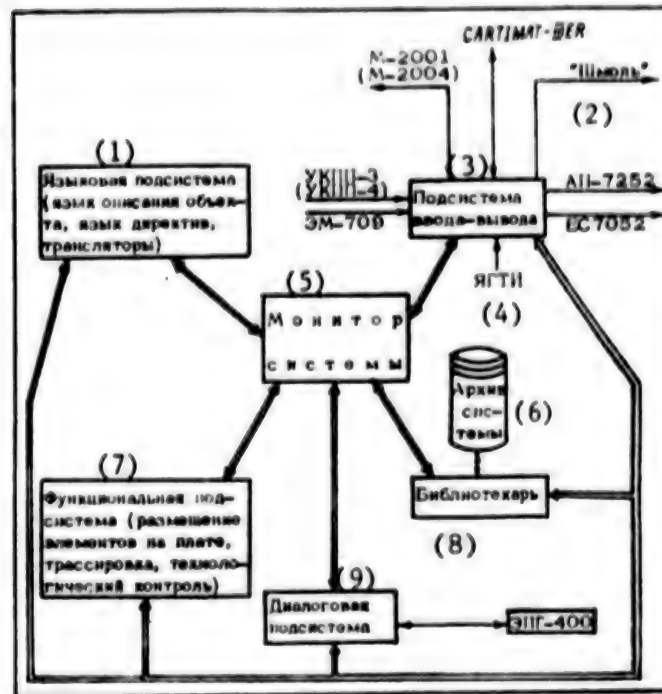 CARTIMAT-III DER
М-2001
(М-2004)
"Шмоль"
(2)
(1)
(3)
Языковая подсистема
(язык описания объек-
та, язык директив,
трансляторы)
УКПП-3
(УКПП-4)
ЭМ-709
Подсистема
ввода-вывода
АП-7252
ЕС7052
ЯГТИ
(4)
(5)
Монитор
системы
Архив
сис-
темы
(6)
(7)
Функциональная под-
система (размещение
элементов на плате,
трассировка, техноло-
гический контроль)
Библиотекарь
(8)
(9)
Диалоговая
подсистема
ЭПГ-400